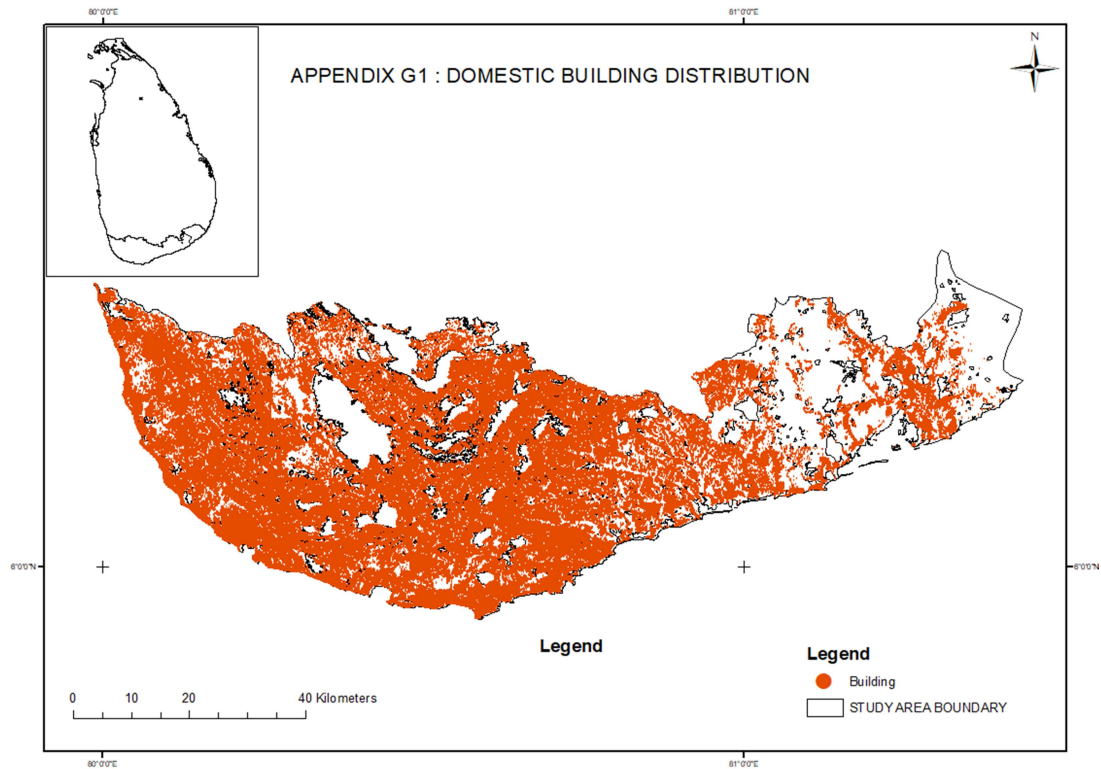 80°0'0"E 81°0'0"E
N
APPENDIX G1 : DOMESTIC BUILDING DISTRIBUTION
4
6°0'0"N 6°0'0"N
Legend
Legend
Building
STUDY AREA BOUNDARY
0 10 20 40 Kilometers
80°0'0"E 81°0'0"E